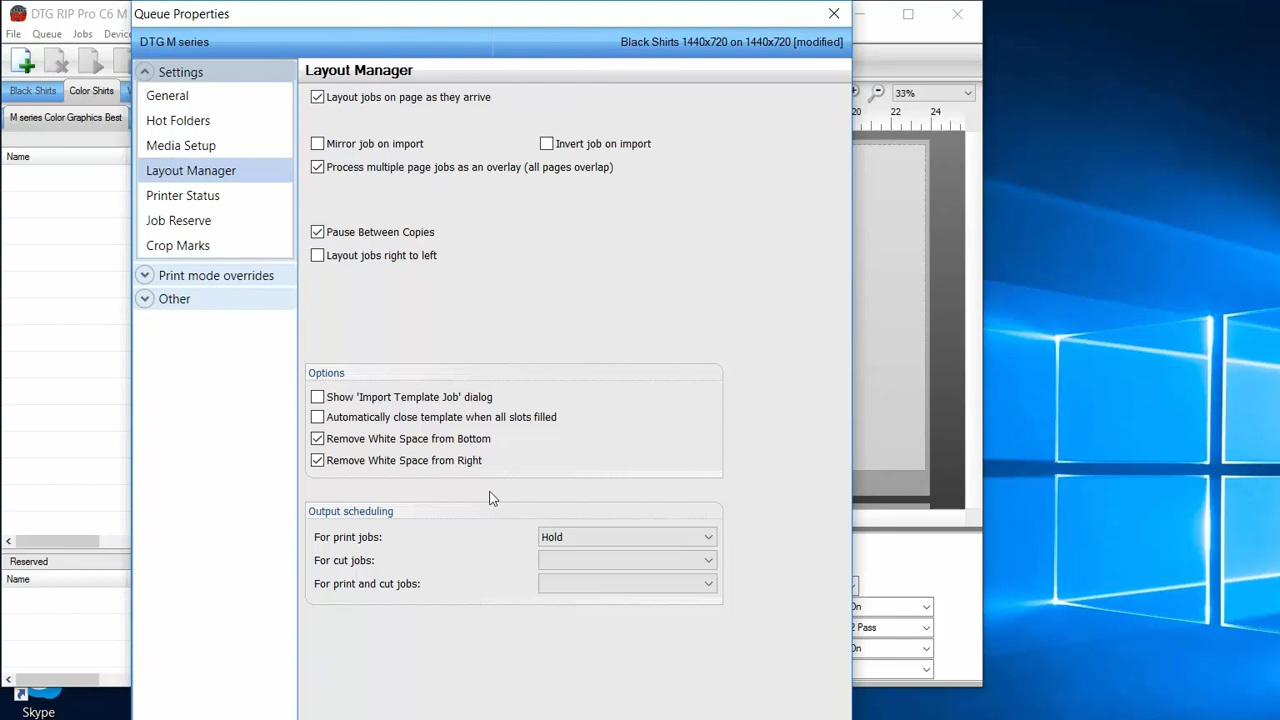 DTG RIP Pro C6 M
Queue Properties
File Queue Jobs Devic
DTG M series
Black Shirts 1440x720 on 1440x720 [modified]
Black Shirts Color Shirts
M series Color Graphics Best
Name
Settings
General
Hot Folders
Media Setup
Layout Manager
Printer Status
Job Reserve
Crop Marks
Print mode overrides
Other
Layout Manager
Layout jobs on page as they arrive
Mirror job on import
Invert job on import
Process multiple page jobs as an overlay (all pages overlap)
Pause Between Copies
Layout jobs right to left
Options
Show 'Import Template Job' dialog
Automatically close template when all slots filled
Remove White Space from Bottom
Remove White Space from Right
Output scheduling
For print jobs:
Hold
For cut jobs:
For print and cut jobs:
33%
20 22 24
On
2 Pass
On
Reserved
Name
Skype